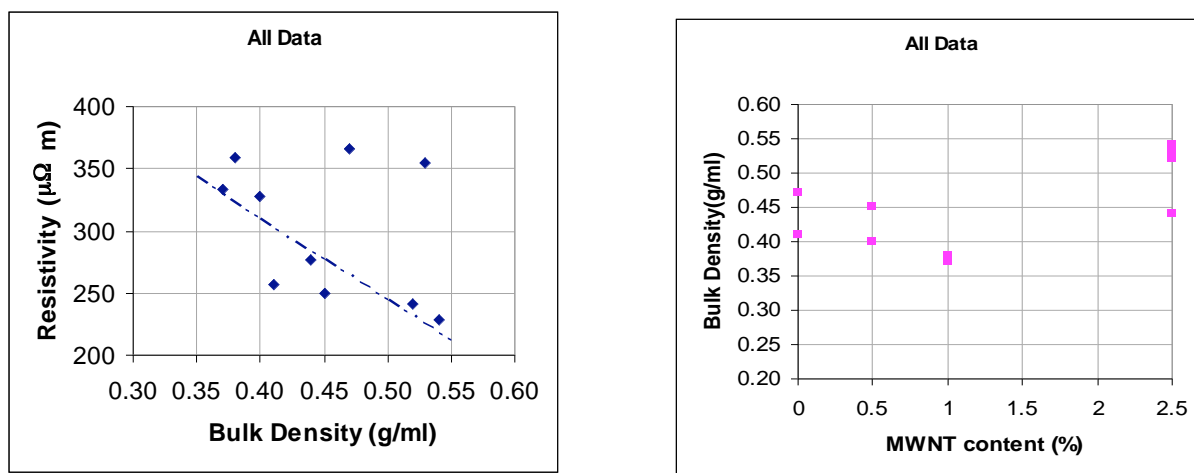 All Data
Resistivity (µΩ m)
400
350
300
250
200
0.30 0.35 0.40 0.45 0.50 0.55 0.60
Bulk Density (g/ml)
All Data
Bulk Density(g/ml)
0.60
0.55
0.50
0.45
0.40
0.35
0.30
0.25
0.20
0 0.5 1 1.5 2 2.5
MWNT content (%)